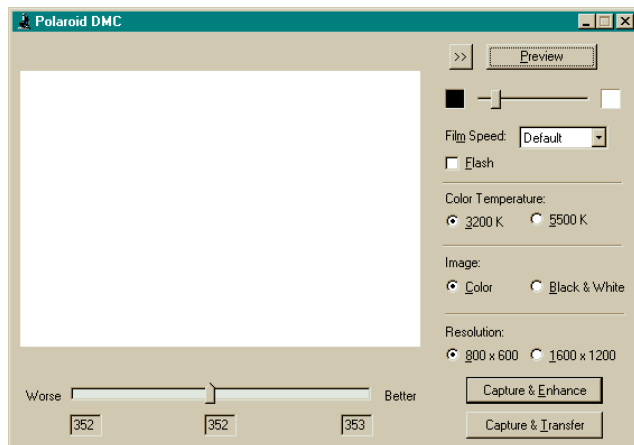 Polaroid DMC
>> Preview
Film Speed: Default
Flash
Color Temperature:
3200 K 5500 K
Image:
Color Black & White
Resolution:
800 x 600 1600 x 1200
Worse Better
352 352 353
Capture & Enhance
Capture & Transfer